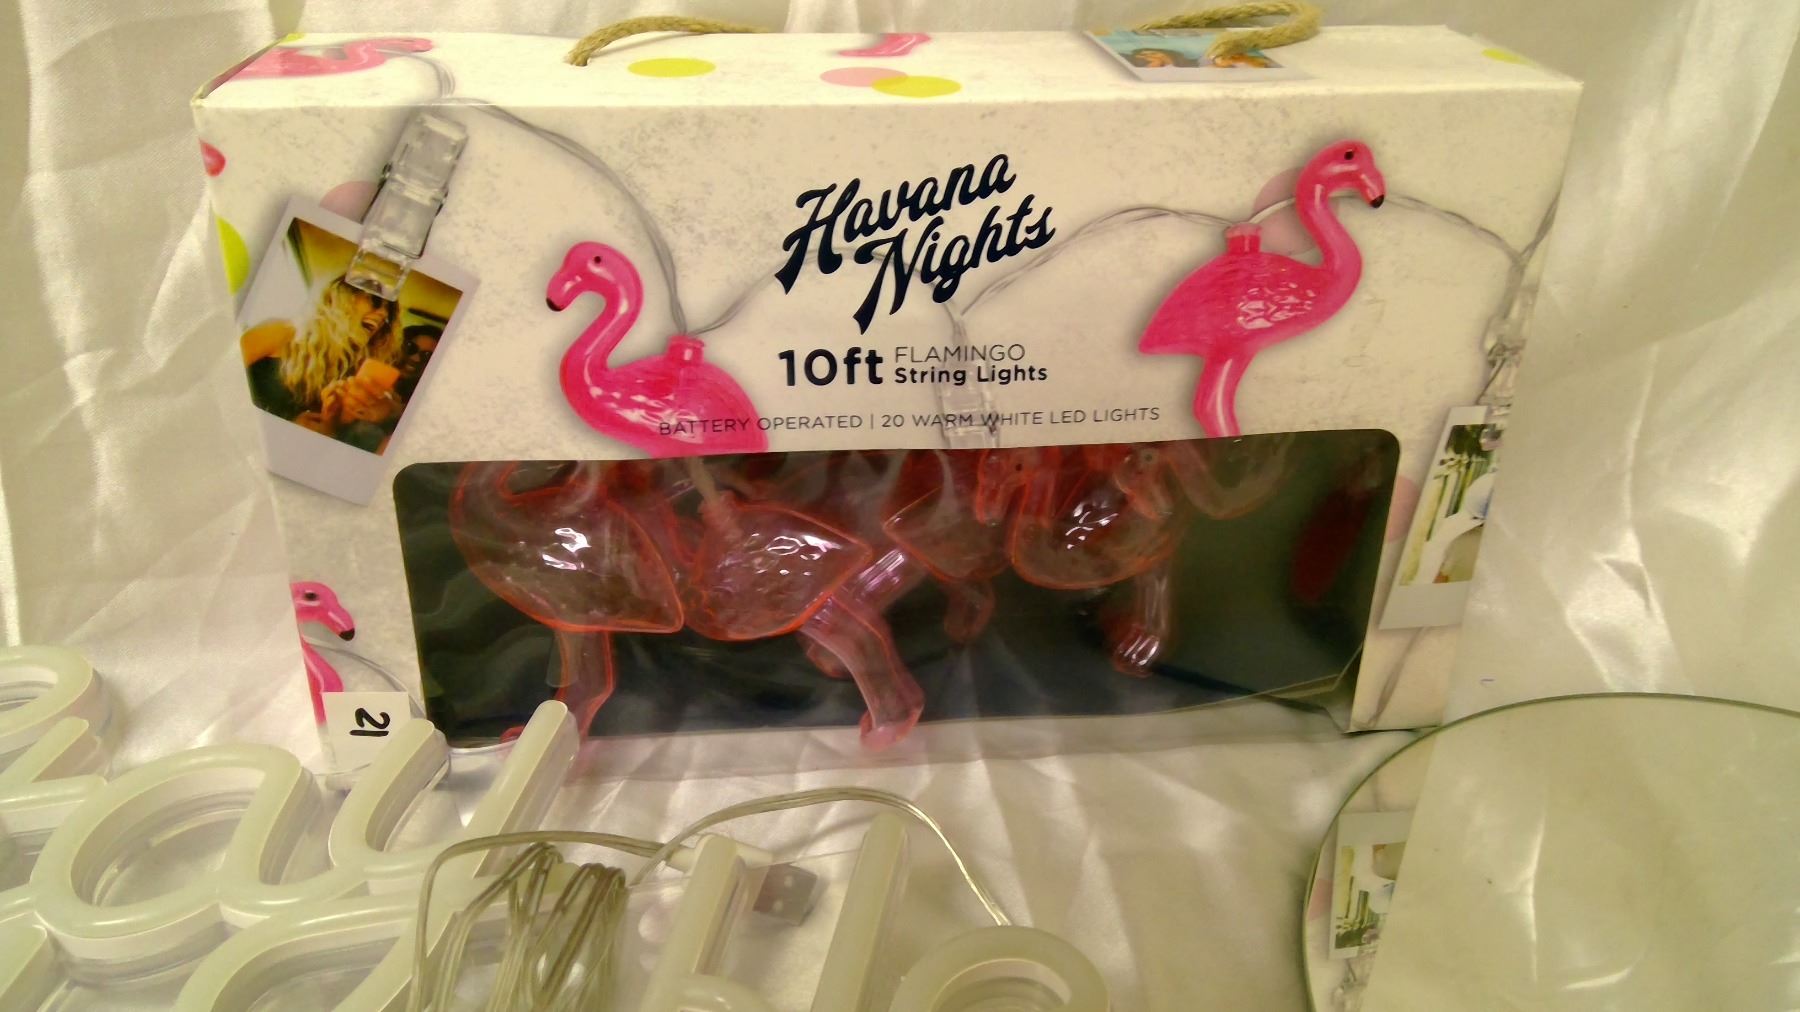 Havana
Nights
10ft FLAMINGO
String Lights
BATTERY OPERATED | 20 WARM WHITE LED LIGHTS
21